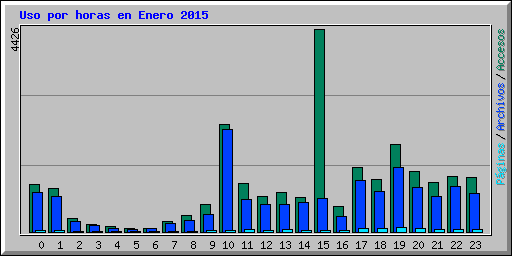 Uso por horas en Enero 2015
4426
Páginas / Archivos / Accesos
0 1 2 3 4 5 6 7 8 9 10 11 12 13 14 15 16 17 18 19 20 21 22 23